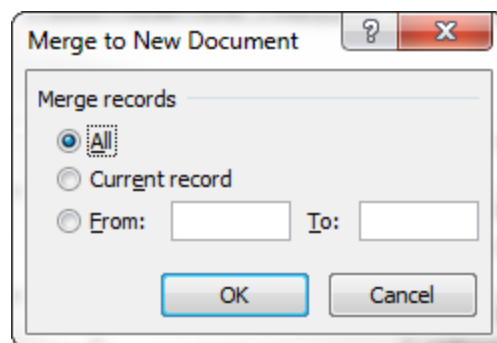 Merge to New Document
Merge records
All
Current record
From: To:
OK Cancel